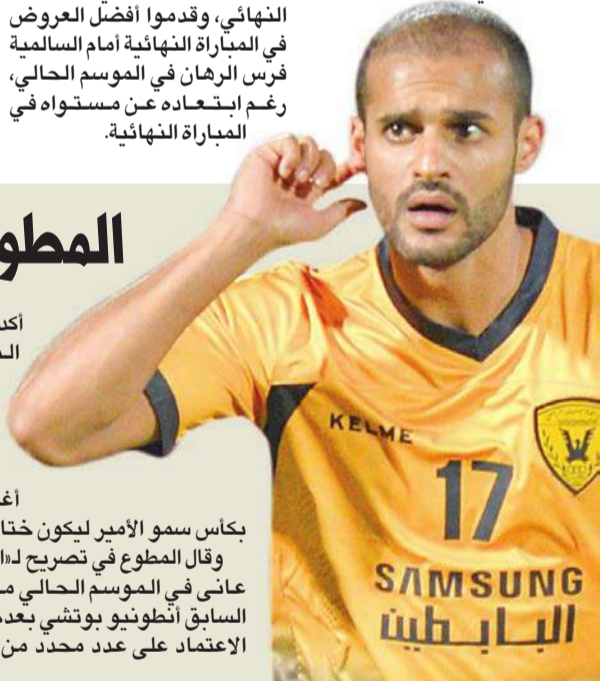 النهائي، وقدموا أفضل العروض
في المباراة النهائية أمام السالمية
فرس الرهان في الموسم الحالي،
رغم ابتعاده عن مستواه في
المباراة النهائية.
المطو
أكد
أغ
بكأس سمو الأمير ليكون ختا
وقال المطوع في تصريح لـ«ا
عانى في الموسم الحالي مـ
السابق أنطونيو بوتشي بعد
الاعتماد على عدد محدد من
KELME
17
SAMSUNG
البابطين